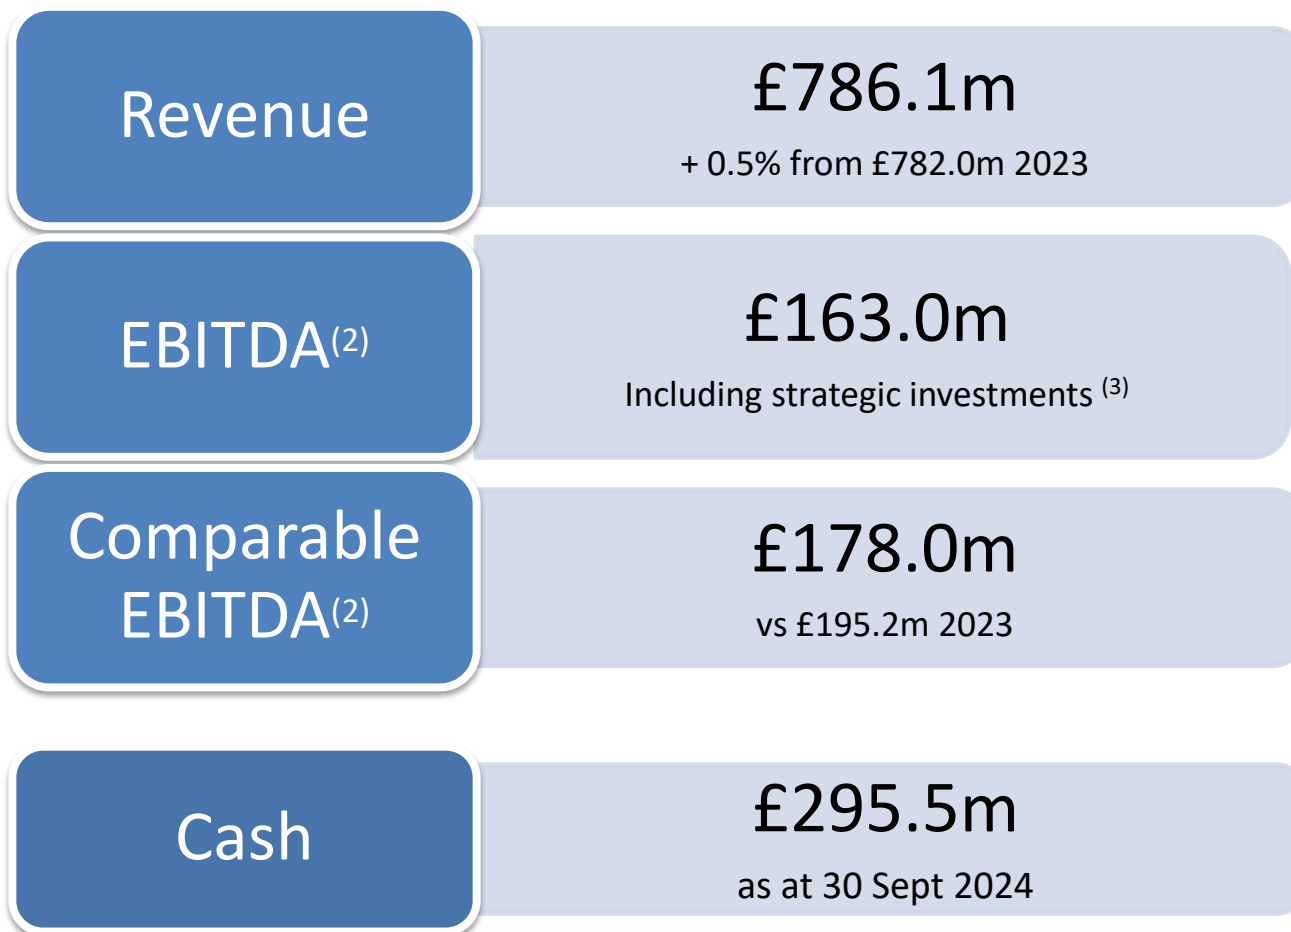 Revenue
£786.1m
+ 0.5% from £782.0m 2023
EBITDA(2)
£163.0m
Including strategic investments (3)
Comparable
EBITDA(2)
£178.0m
vs £195.2m 2023
Cash
£295.5m
as at 30 Sept 2024